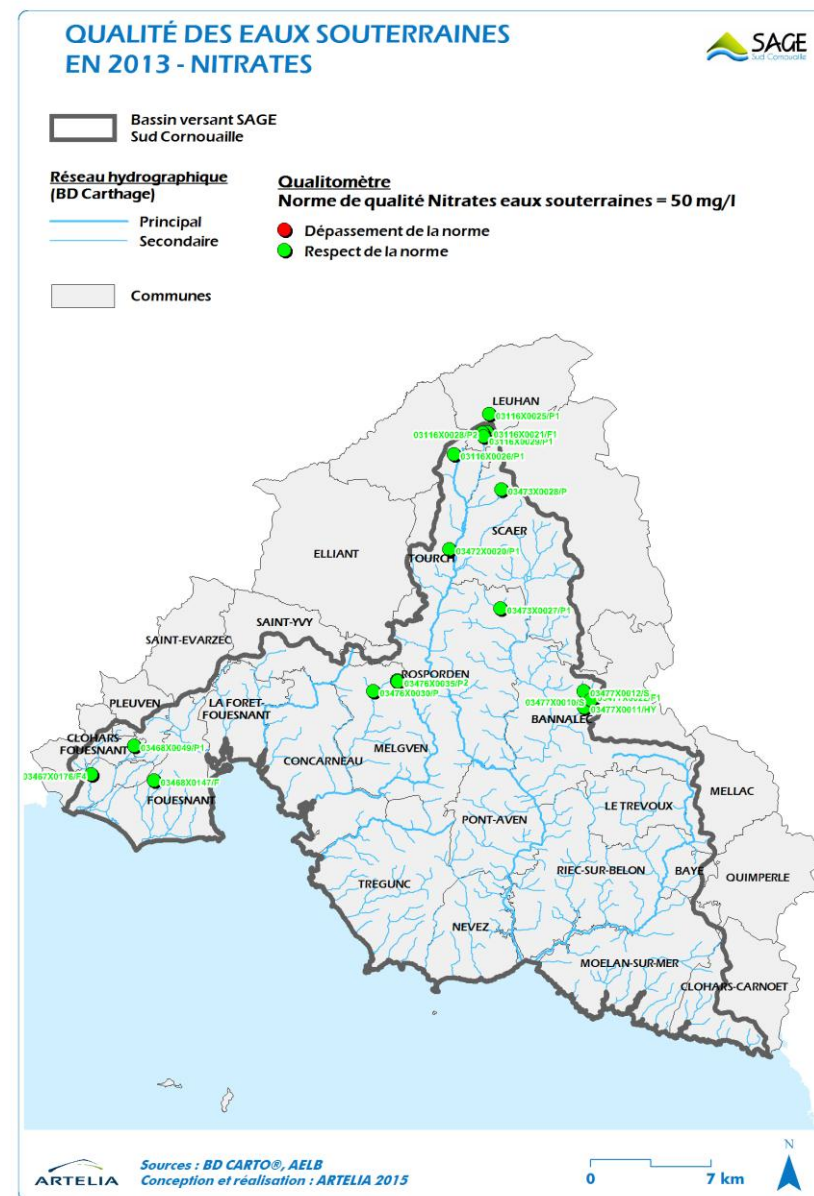 QUALITÉ DES EAUX SOUTERRAINES
EN 2013 - NITRATES
SAGE
Sud Cornouaille
Bassin versant SAGE
Sud Cornouaille
Réseau hydrographique
(BD Carthage)
Principal
Secondaire
Qualitomètre
Norme de qualité Nitrates eaux souterraines = 50 mg/l
Dépassement de la norme
Respect de la norme
Communes
LEUHAN
03116X0025/P1
03116X0028/P2
03116X0021/F1
03116X0029/P1
03116X0026/P1
03473X0028/P
SCAER
ELLIANT
TOURCH
03472X0020/P1
03473X0027/P1
SAINT-YVY
SAINT-EVARZEC
ROSPORDEN
03476X0035/P2
03476X0030/P
PLEUVEN
LA FORET-
FOUESNANT
03477X0012/S
03477X0010/S
03477X0011/HY
BANNALEC
CLOHARS-
FOUESNANT
03468X0049/P1
MELGVEN
CONCARNEAU
03467X0176/F4
03468X0147/F
FOUESNANT
MELLAC
LE TREVOUX
PONT-AVEN
RIEC-SUR-BELON
BAYE
QUIMPERLE
TREGUNC
NEVEZ
MOELAN-SUR-MER
CLOHARS-CARNOET
ARTELIA
Sources : BD CARTO®, AELB
Conception et réalisation : ARTELIA 2015
0 7 km
N